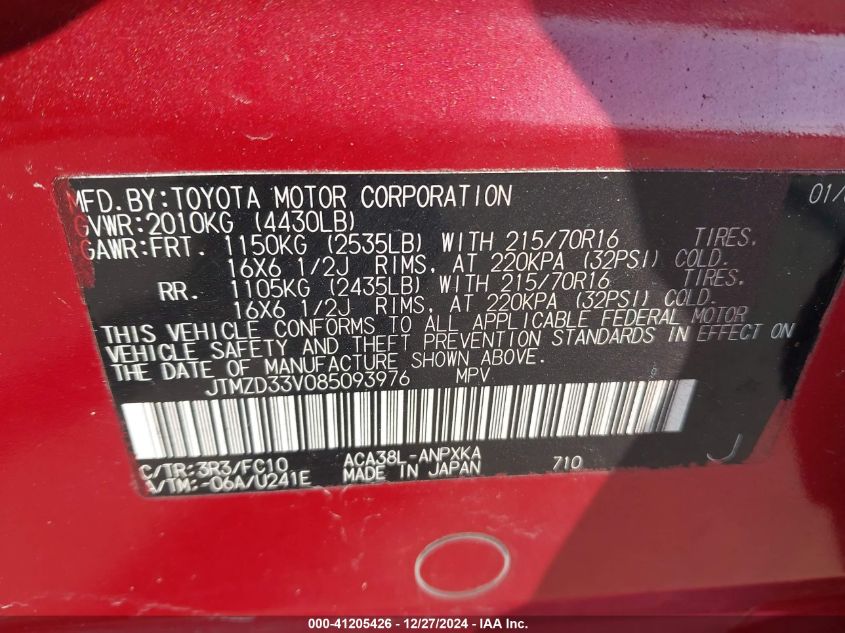 MFD.BY:TOYOTA MOTOR CORPORATION 01/
GVWR:2010KG (4430LB)
GAWR:FRT. 1150KG (2535LB) WITH 215/70R16 TIRES.
16X6 1/2J RIMS, AT 220KPA (32PSI) COLD.
RR. 1105KG (2435LB) WITH 215/70R16 TIRES.
16X6 1/2J RIMS, AT 220KPA (32PSI) COLD.
THIS VEHICLE CONFORMS TO ALL APPLICABLE FEDERAL MOTOR
VEHICLE SAFETY AND THEFT PREVENTION STANDARDS IN EFFECT ON
THE DATE OF MANUFACTURE SHOWN ABOVE.
JTMZD33V085093976 MPV
C/TR:3R3/FC10 ACA38L-ANPXKA 710 J
A/TM:-06A/U241E MADE IN JAPAN
000-41205426 - 12/27/2024 - IAA Inc.